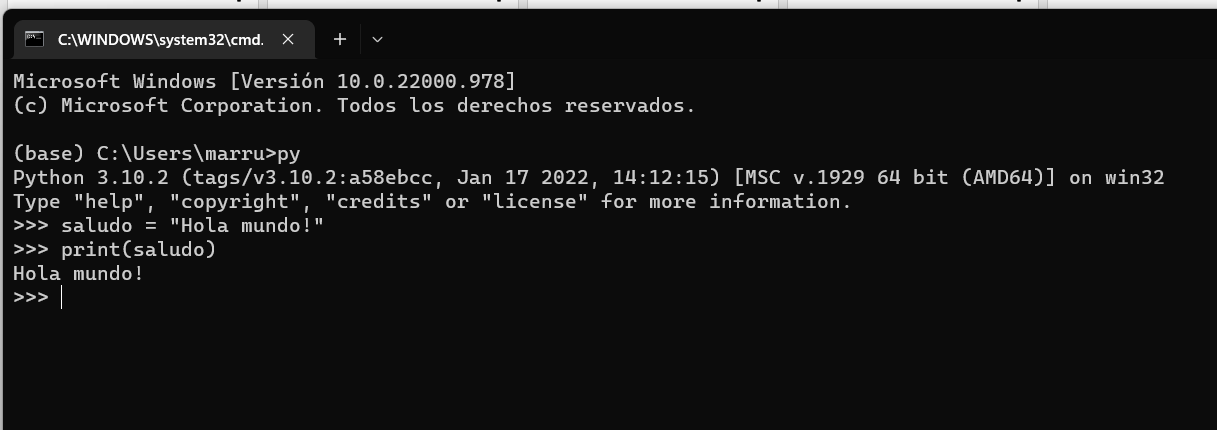 C:\WINDOWS\system32\cmd.
Microsoft Windows [Versión 10.0.22000.978]
(c) Microsoft Corporation. Todos los derechos reservados.
(base) C:\Users\marru>py
Python 3.10.2 (tags/v3.10.2:a58ebcc, Jan 17 2022, 14:12:15) [MSC v.1929 64 bit (AMD64)] on win32
Type "help", "copyright", "credits" or "license" for more information.
>>> saludo = "Hola mundo!"
>>> print(saludo)
Hola mundo!
>>>